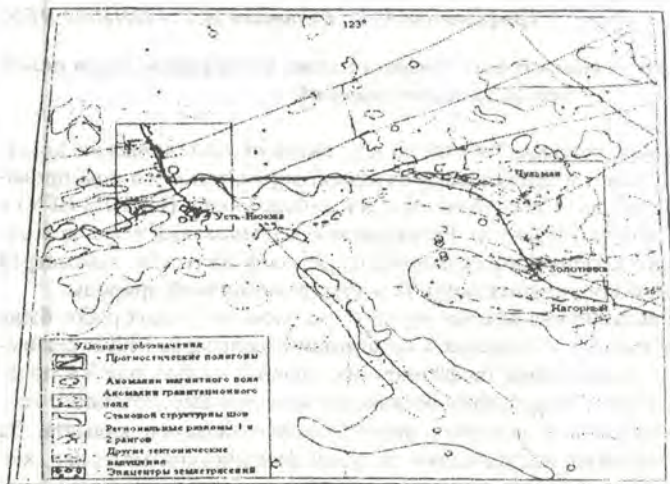 123°
Чульман
Усть-Нюкжа
Золотинка
56°
Нагорный
Условные обозначения
- Прогностические полигоны
- Аномалии магнитного поля
Аномалии гравитационного
поля
- Становой структурный шов
- Региональные разломы 1 и
2 рангов
- Другие тектонические
нарушения
- Эпицентры землетрясений